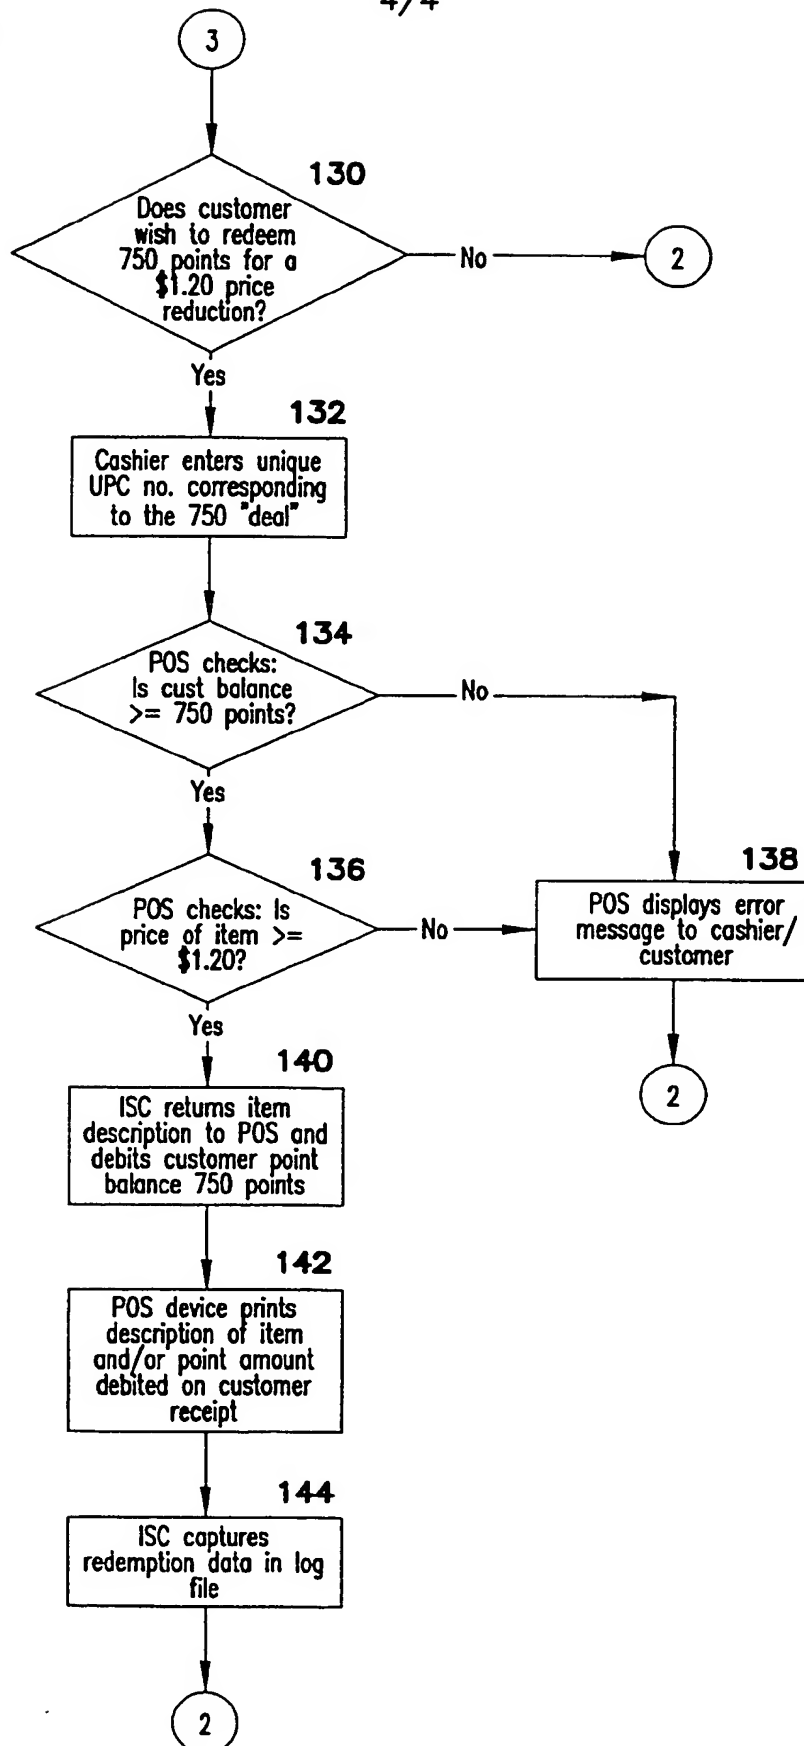 4/4
3
130
Does customer
wish to redeem
750 points for a
$1.20 price
reduction?
No
2
Yes
132
Cashier enters unique
UPC no. corresponding
to the 750 "deal"
134
POS checks:
Is cust balance
>= 750 points?
No
Yes
136
POS checks: Is
price of item >=
$1.20?
No
138
POS displays error
message to cashier/
customer
2
Yes
140
ISC returns item
description to POS and
debits customer point
balance 750 points
142
POS device prints
description of item
and/or point amount
debited on customer
receipt
144
ISC captures
redemption data in log
file
2